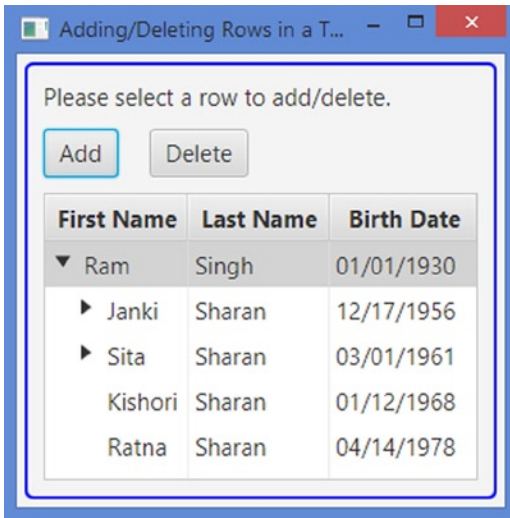 Adding/Deleting Rows in a T...
Please select a row to add/delete.
Add Delete
First Name Last Name Birth Date
Ram Singh 01/01/1930
Janki Sharan 12/17/1956
Sita Sharan 03/01/1961
Kishori Sharan 01/12/1968
Ratna Sharan 04/14/1978